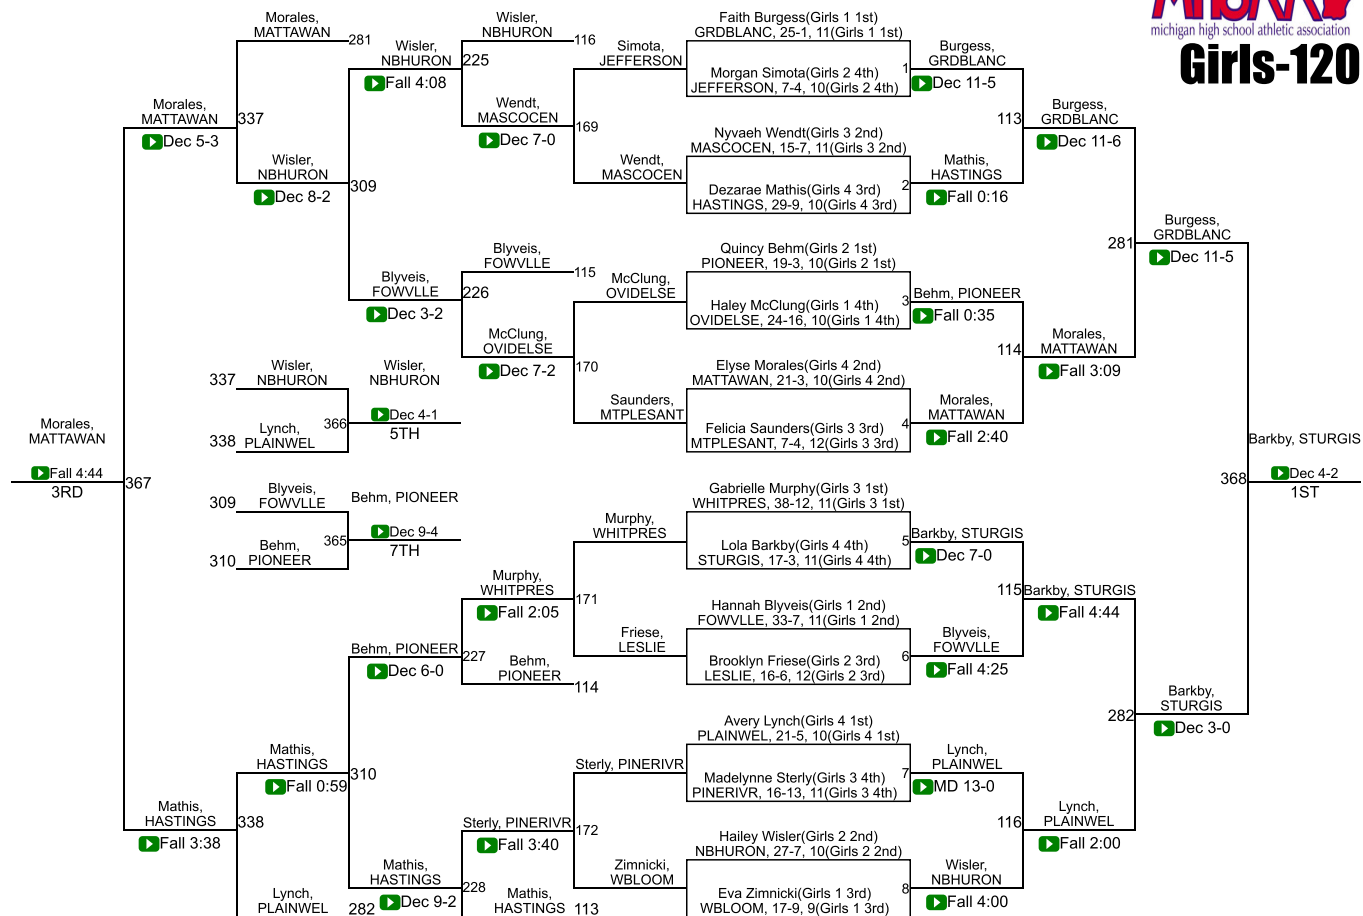 MHSAA
michigan high school athletic association
Girls-120
Morales,
MATTAWAN
281
Wisler,
NBHURON
Fall 4:08
Wisler,
NBHURON
116
225
Simota,
JEFFERSON
Faith Burgess(Girls 1 1st)
GRDBLANC, 25-1, 11(Girls 1 1st)
Morgan Simota(Girls 2 4th)
JEFFERSON, 7-4, 10(Girls 2 4th)
1
Burgess,
GRDBLANC
Dec 11-5
Morales,
MATTAWAN
Dec 5-3
337
Wendt,
MASCOCEN
Dec 7-0
169
113
Burgess,
GRDBLANC
Dec 11-6
Wisler,
NBHURON
Dec 8-2
309
Wendt,
MASCOCEN
Nyvaeh Wendt(Girls 3 2nd)
MASCOCEN, 15-7, 11(Girls 3 2nd)
Dezarae Mathis(Girls 4 3rd)
HASTINGS, 29-9, 10(Girls 4 3rd)
2
Mathis,
HASTINGS
Fall 0:16
281
Burgess,
GRDBLANC
Dec 11-5
Blyveis,
FOWVLLE
Dec 3-2
Blyveis,
FOWVLLE
115
226
McClung,
OVIDELSE
Quincy Behm(Girls 2 1st)
PIONEER, 19-3, 10(Girls 2 1st)
Haley McClung(Girls 1 4th)
OVIDELSE, 24-16, 10(Girls 1 4th)
3
Behm, PIONEER
Fall 0:35
McClung,
OVIDELSE
Dec 7-2
170
114
Morales,
MATTAWAN
Fall 3:09
337
Wisler,
NBHURON
Wisler,
NBHURON
338
Lynch,
PLAINWEL
366
Dec 4-1
5TH
Saunders,
MTPLESANT
Elyse Morales(Girls 4 2nd)
MATTAWAN, 21-3, 10(Girls 4 2nd)
Felicia Saunders(Girls 3 3rd)
MTPLESANT, 7-4, 12(Girls 3 3rd)
4
Morales,
MATTAWAN
Fall 2:40
Morales,
MATTAWAN
Fall 4:44
3RD
367
368
Barkby, STURGIS
Dec 4-2
1ST
309
Blyveis,
FOWVLLE
Behm, PIONEER
310
Behm,
PIONEER
365
Dec 9-4
7TH
Murphy,
WHITPRES
Gabrielle Murphy(Girls 3 1st)
WHITPRES, 38-12, 11(Girls 3 1st)
Lola Barkby(Girls 4 4th)
STURGIS, 17-3, 11(Girls 4 4th)
5
Barkby, STURGIS
Dec 7-0
Murphy,
WHITPRES
Fall 2:05
171
115
Barkby, STURGIS
Fall 4:44
Behm, PIONEER
Dec 6-0
227
Behm,
PIONEER
114
Friese,
LESLIE
Hannah Blyveis(Girls 1 2nd)
FOWVLLE, 33-7, 11(Girls 1 2nd)
Brooklyn Friese(Girls 2 3rd)
LESLIE, 16-6, 12(Girls 2 3rd)
6
Blyveis,
FOWVLLE
Fall 4:25
282
Barkby,
STURGIS
Dec 3-0
Mathis,
HASTINGS
Fall 0:59
310
Sterly, PINERIVR
Avery Lynch(Girls 4 1st)
PLAINWEL, 21-5, 10(Girls 4 1st)
Madelynne Sterly(Girls 3 4th)
PINERIVR, 16-13, 11(Girls 3 4th)
7
Lynch,
PLAINWEL
MD 13-0
Mathis,
HASTINGS
Fall 3:38
338
Sterly, PINERIVR
Fall 3:40
172
116
Lynch,
PLAINWEL
Fall 2:00
Lynch,
PLAINWEL
282
Mathis,
HASTINGS
Dec 9-2
228
Mathis,
HASTINGS
113
Zimnicki,
WBLOOM
Hailey Wisler(Girls 2 2nd)
NBHURON, 27-7, 10(Girls 2 2nd)
Eva Zimnicki(Girls 1 3rd)
WBLOOM, 17-9, 9(Girls 1 3rd)
8
Wisler,
NBHURON
Fall 4:00